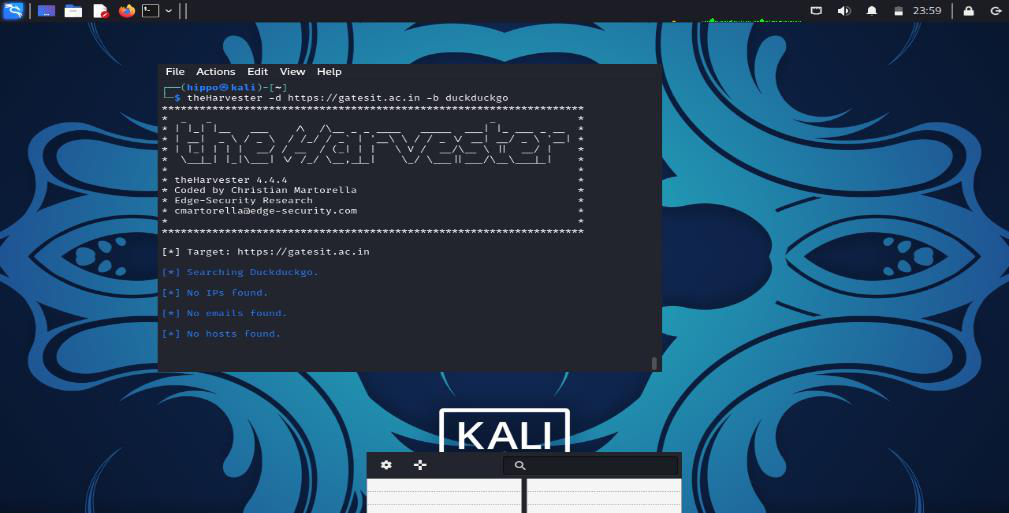 23:59
File Actions Edit View Help
┌──(hippo㉿kali)-[~]
└─$ theHarvester -d https://gatesit.ac.in -b duckduckgo
*******************************************************************
theHarvester
* theHarvester 4.4.4 *
* Coded by Christian Martorella *
* Edge-Security Research *
* cmartorella@edge-security.com *
* *
*******************************************************************
[*] Target: https://gatesit.ac.in
[*] Searching Duckduckgo.
[*] No IPs found.
[*] No emails found.
[*] No hosts found.
KALI